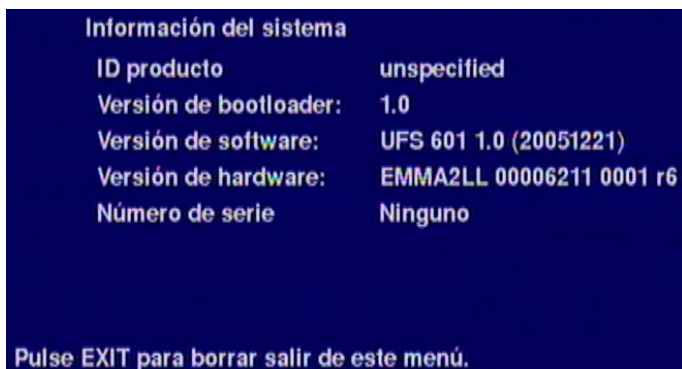 Información del sistema
ID producto unspecified
Versión de bootloader: 1.0
Versión de software: UFS 601 1.0 (20051221)
Versión de hardware: EMMA2LL 00006211 0001 r6
Número de serie Ninguno
Pulse EXIT para borrar salir de este menú.